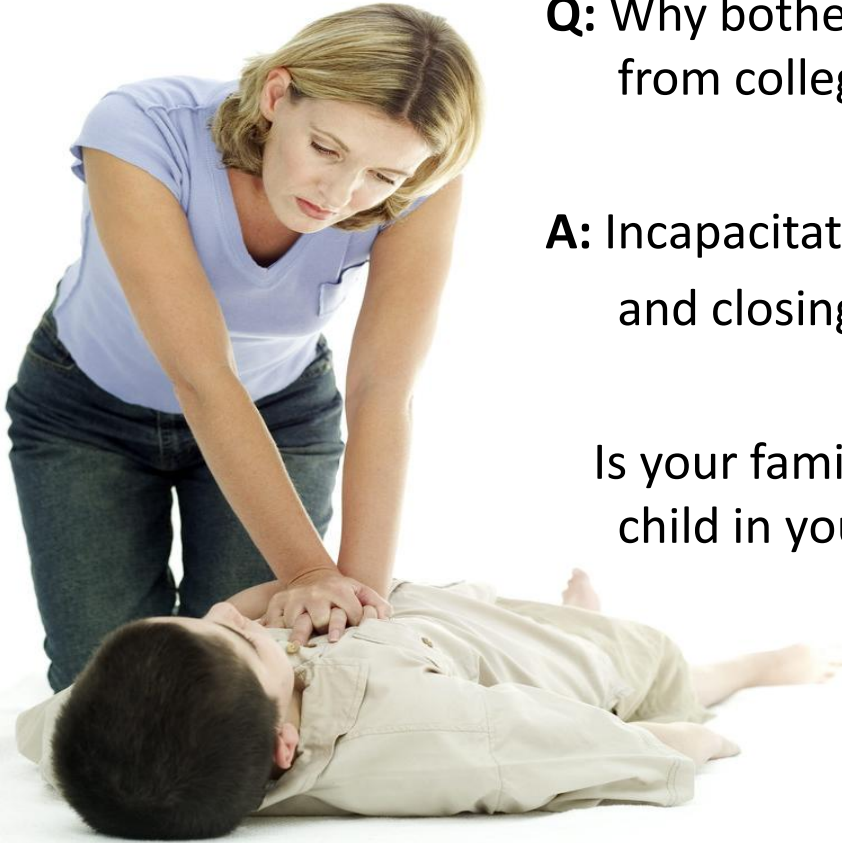 Q: Why bothe
from colleg
A: Incapacitat
and closing
Is your fami
child in you